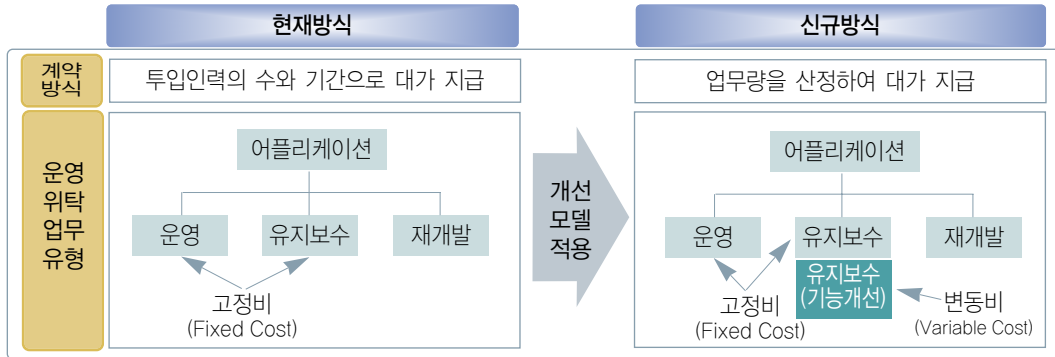 현재방식
신규방식
계약
방식
투입인력의 수와 기간으로 대가 지급
업무량을 산정하여 대가 지급
운영
위탁
업무
유형
어플리케이션
운영
유지보수
재개발
고정비
(Fixed Cost)
개선
모델
적용
어플리케이션
운영
유지보수
재개발
유지보수
(기능개선)
고정비
(Fixed Cost)
변동비
(Variable Cost)